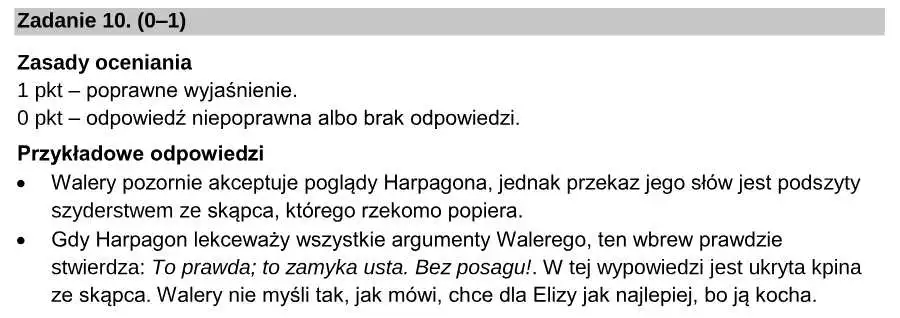 Zadanie 10. (0–1)
Zasady oceniania
1 pkt – poprawne wyjaśnienie.
0 pkt – odpowiedź niepoprawna albo brak odpowiedzi.
Przykładowe odpowiedzi
• Walery pozornie akceptuje poglądy Harpagona, jednak przekaz jego słów jest podszyty
szyderstwem ze skąpca, którego rzekomo popiera.
• Gdy Harpagon lekceważy wszystkie argumenty Walerego, ten wbrew prawdzie
stwierdza: To prawda; to zamyka usta. Bez posagu!. W tej wypowiedzi jest ukryta kpina
ze skąpca. Walery nie myśli tak, jak mówi, chce dla Elizy jak najlepiej, bo ją kocha.